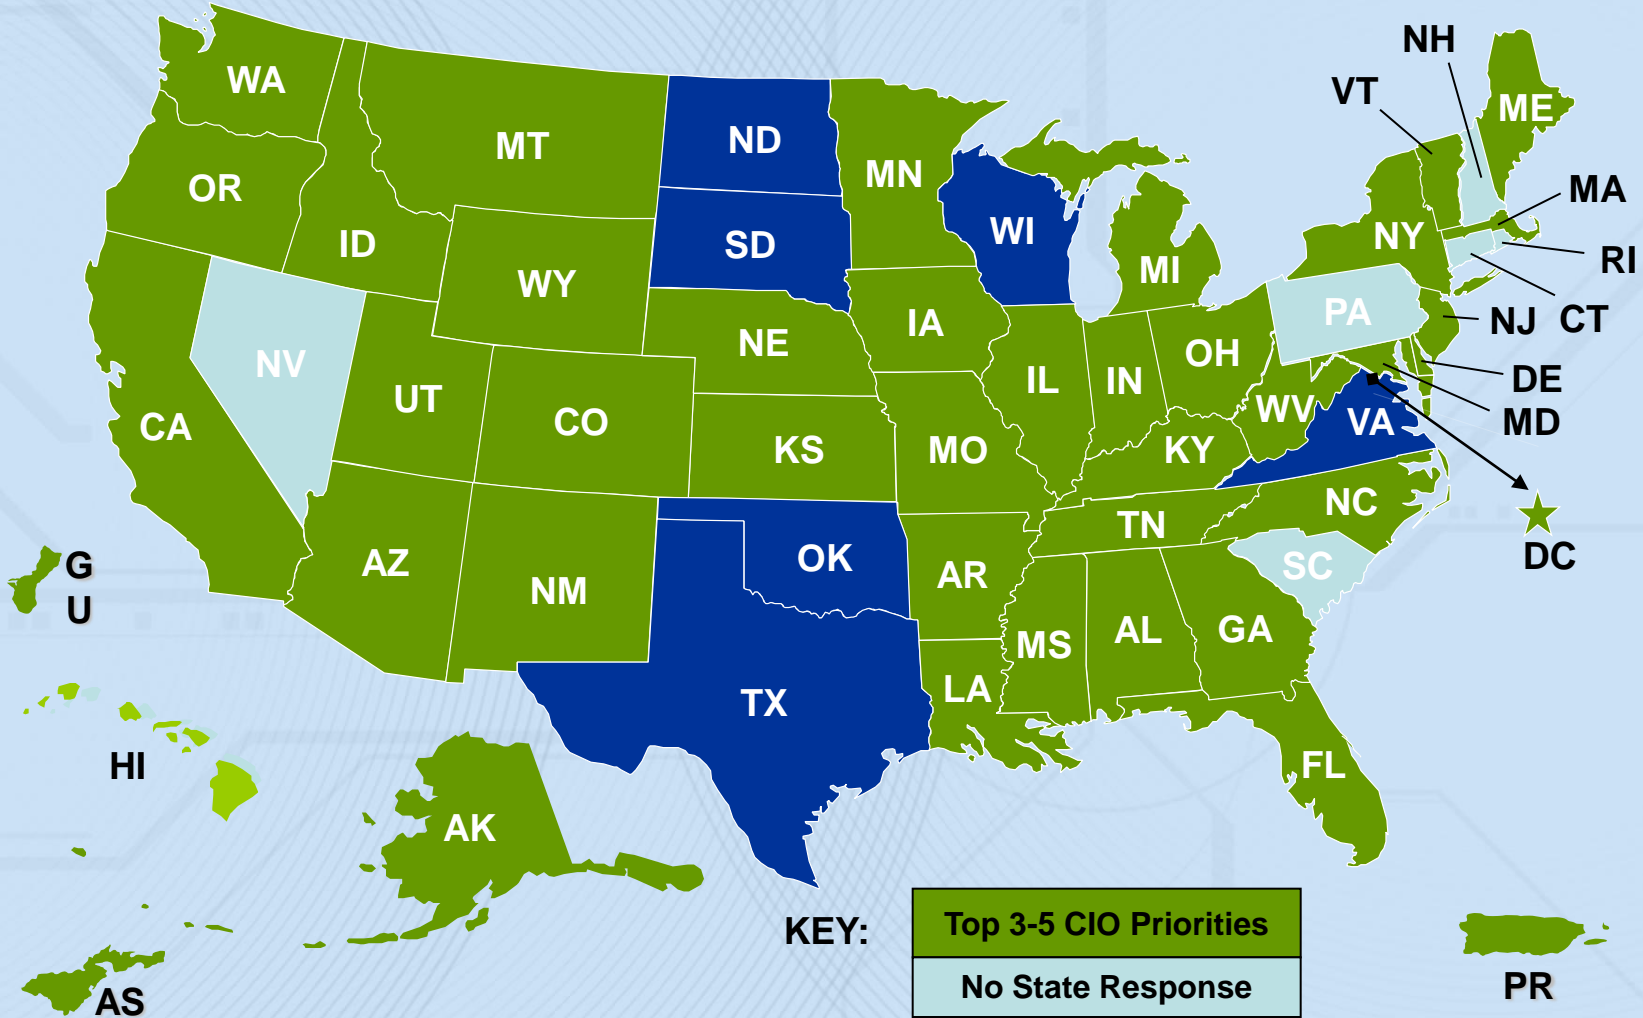 NH
VT
ME
WA
MT
ND
MN
OR
MA
ID
SD
WI
NY
MI
RI
WY
PA
NJ
CT
IA
NE
OH
NV
IL
IN
DE
UT
CO
WV
MD
CA
VA
KS
MO
KY
NC
TN
DC
G
U
AZ
NM
OK
AR
SC
MS
AL
GA
LA
TX
HI
FL
AK
KEY:
Top 3-5 CIO Priorities
No State Response
AS
PR